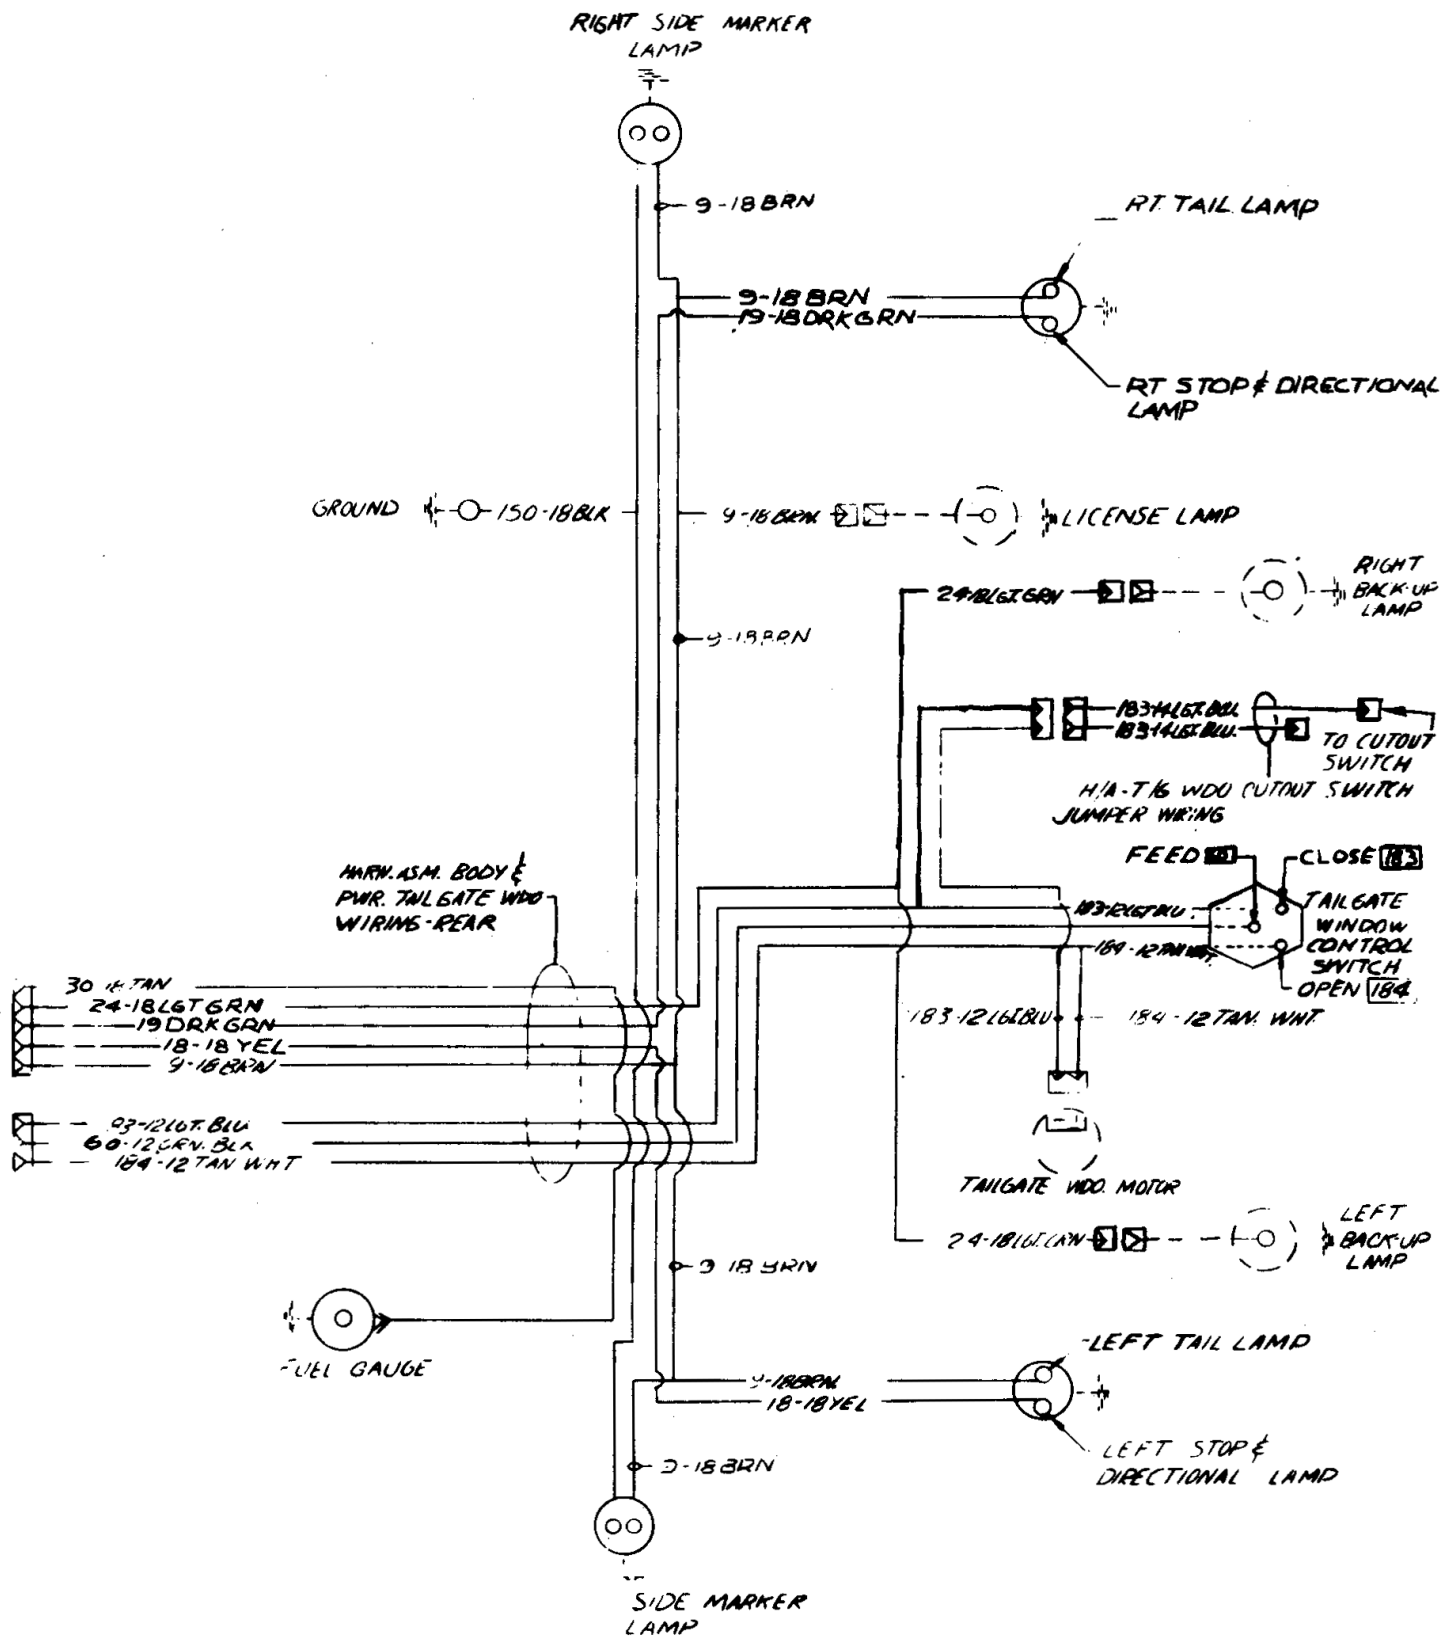 RIGHT SIDE MARKER
LAMP
9-18 BRN
RT. TAIL LAMP
9-18 BRN
19-18 DRK GRN
RT STOP & DIRECTIONAL
LAMP
GROUND
150-18 BLK
9-18 BRN
LICENSE LAMP
24-18 LGT. GRN
RIGHT
BACK-UP
LAMP
9-18 BRN
183-14 LGT. BLU
183-14 LGT. BLU.
TO CUTOUT
SWITCH
H/A-T/G WDO CUTOUT SWITCH
JUMPER WIRING
FEED
CLOSE 183
HARN. ASM. BODY &
PWR. TAILGATE WDO
WIRING-REAR
183-12 LGT BLU
TAILGATE
WINDOW
CONTROL
SWITCH
184-12 TAN WHT
OPEN 184
30-18 TAN
24-18 LGT GRN
19 DRK GRN
18-18 YEL
9-18 BRN
183-12 LGT BLU
184-12 TAN. WHT
93-12 LGT. BLU
60-12 GRN. BLK
184-12 TAN WHT
TAILGATE WDO. MOTOR
24-18 LGT. GRN
LEFT
BACK-UP
LAMP
9-18 BRN
FUEL GAUGE
LEFT TAIL LAMP
9-18 BRN
18-18 YEL
LEFT STOP &
DIRECTIONAL LAMP
9-18 BRN
SIDE MARKER
LAMP